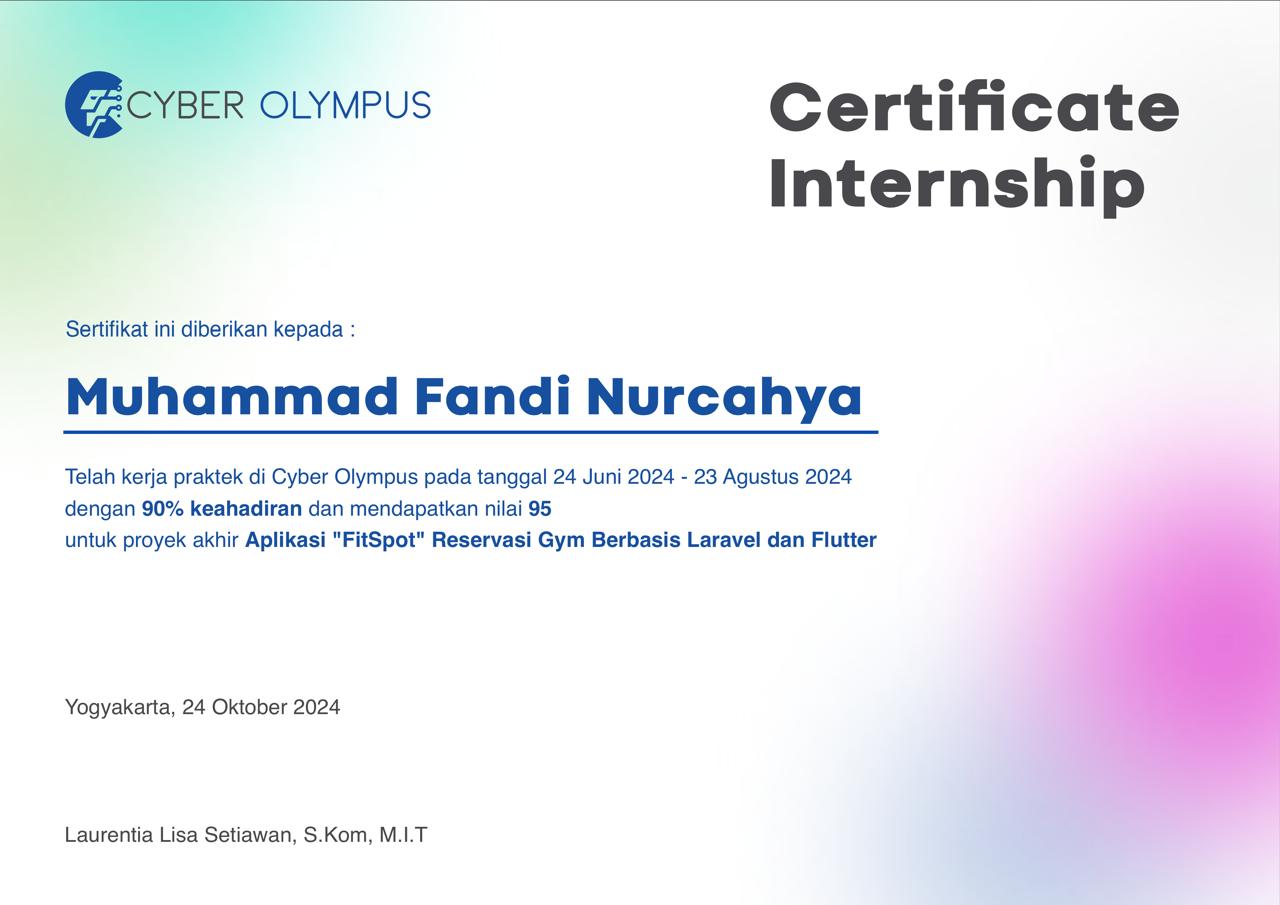 CYBER OLYMPUS
Certificate
Internship
Sertifikat ini diberikan kepada :
Muhammad Fandi Nurcahya
Telah kerja praktek di Cyber Olympus pada tanggal 24 Juni 2024 - 23 Agustus 2024
dengan 90% keahadiran dan mendapatkan nilai 95
untuk proyek akhir Aplikasi "FitSpot" Reservasi Gym Berbasis Laravel dan Flutter
Yogyakarta, 24 Oktober 2024
Laurentia Lisa Setiawan, S.Kom, M.I.T